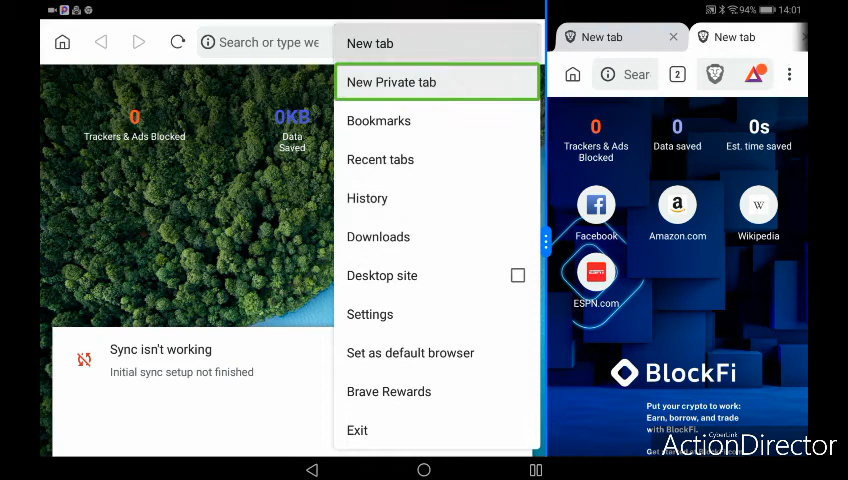 94% 14:01
Search or type we
0
Trackers & Ads Blocked
0KB
Data
Saved
Sync isn't working
Initial sync setup not finished
New tab
New Private tab
Bookmarks
Recent tabs
History
Downloads
Desktop site
Settings
Set as default browser
Brave Rewards
Exit
New tab
New tab
Sear
2
0
Trackers & Ads
Blocked
0
Data saved
0s
Est. time saved
Facebook
Amazon.com
W
Wikipedia
ESPN
ESPN.com
BlockFi
Put your crypto to work:
Earn, borrow, and trade
with BlockFi.
CyberLink
ActionDirector